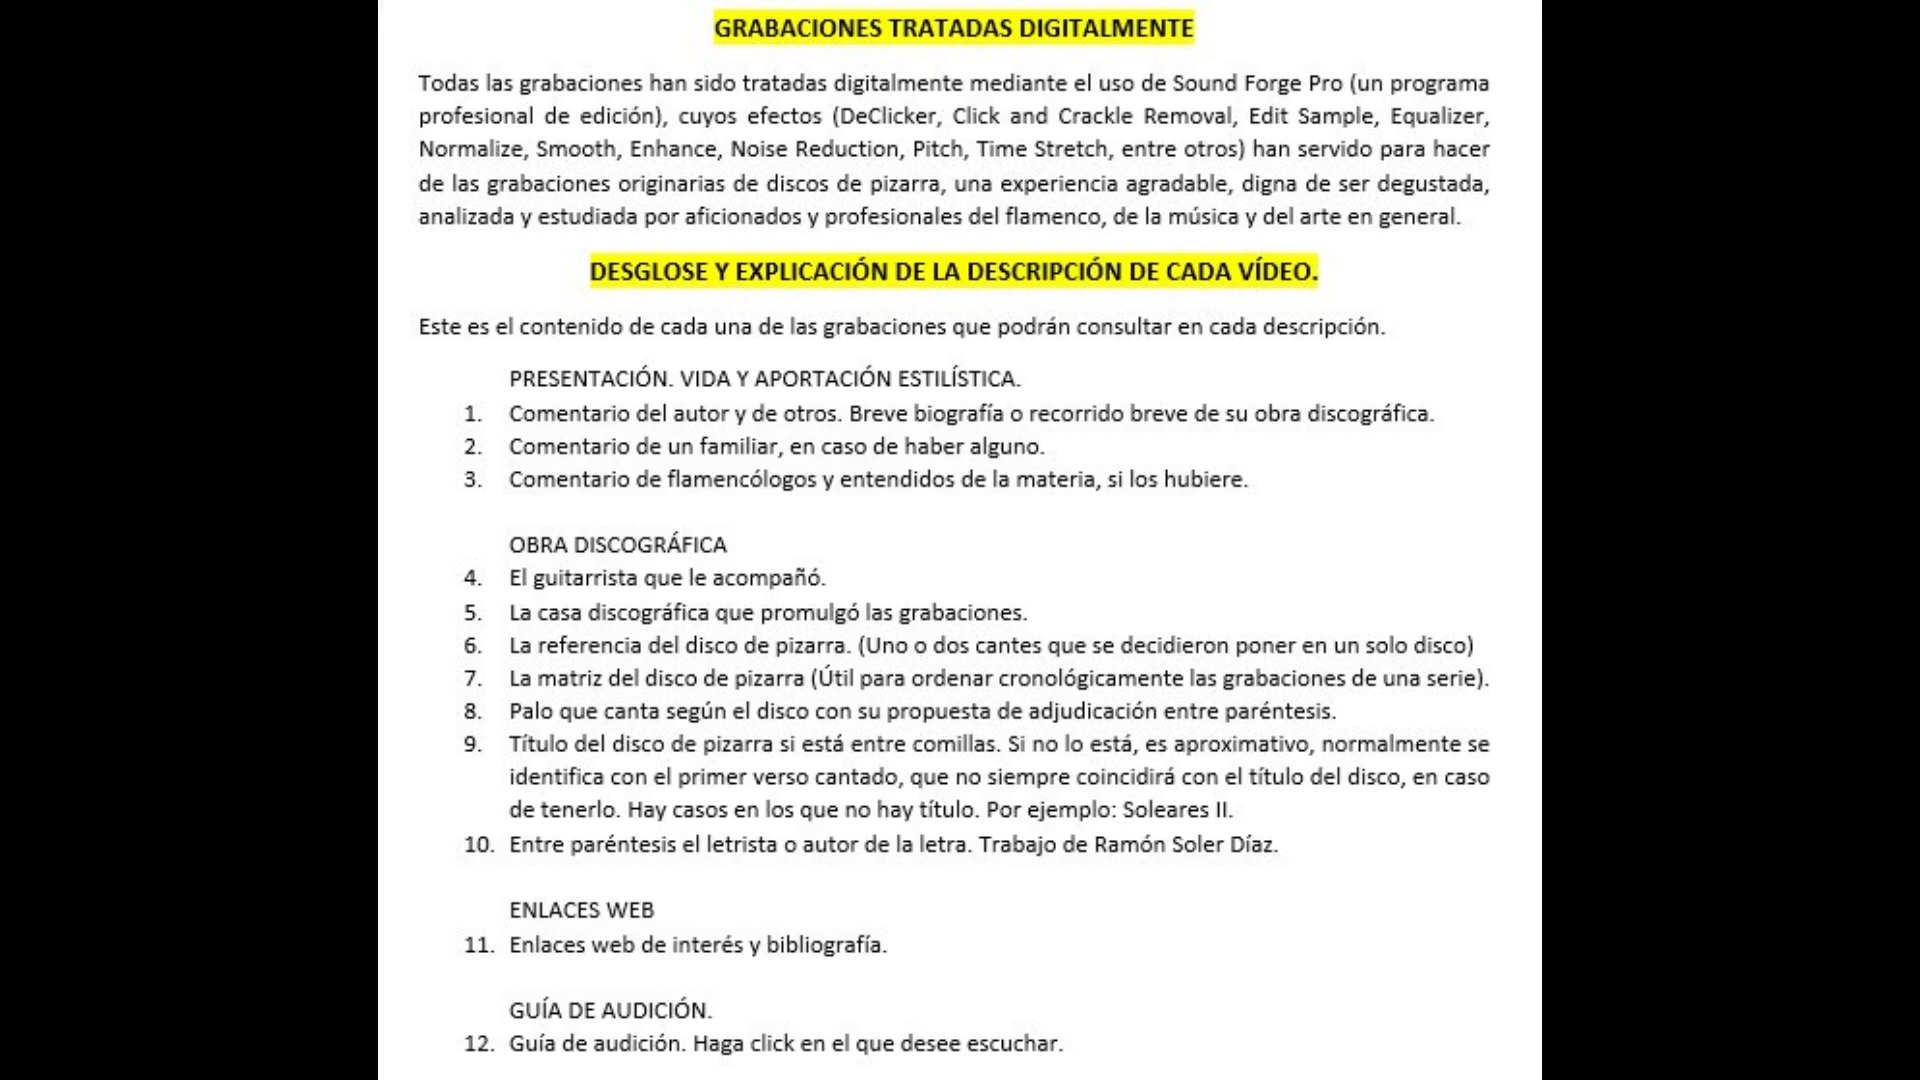 GRABACIONES TRATADAS DIGITALMENTE
Todas las grabaciones han sido tratadas digitalmente mediante el uso de Sound Forge Pro (un programa
profesional de edición), cuyos efectos (DeClicker, Click and Crackle Removal, Edit Sample, Equalizer,
Normalize, Smooth, Enhance, Noise Reduction, Pitch, Time Stretch, entre otros) han servido para hacer
de las grabaciones originarias de discos de pizarra, una experiencia agradable, digna de ser degustada,
analizada y estudiada por aficionados y profesionales del flamenco, de la música y del arte en general.
DESGLOSE Y EXPLICACIÓN DE LA DESCRIPCIÓN DE CADA VÍDEO.
Este es el contenido de cada una de las grabaciones que podrán consultar en cada descripción.
PRESENTACIÓN. VIDA Y APORTACIÓN ESTILÍSTICA.
1. Comentario del autor y de otros. Breve biografía o recorrido breve de su obra discográfica.
2. Comentario de un familiar, en caso de haber alguno.
3. Comentario de flamencólogos y entendidos de la materia, si los hubiere.
OBRA DISCOGRÁFICA
4. El guitarrista que le acompañó.
5. La casa discográfica que promulgó las grabaciones.
6. La referencia del disco de pizarra. (Uno o dos cantes que se decidieron poner en un solo disco)
7. La matriz del disco de pizarra (Útil para ordenar cronológicamente las grabaciones de una serie).
8. Palo que canta según el disco con su propuesta de adjudicación entre paréntesis.
9. Título del disco de pizarra si está entre comillas. Si no lo está, es aproximativo, normalmente se
identifica con el primer verso cantado, que no siempre coincidirá con el título del disco, en caso
de tenerlo. Hay casos en los que no hay título. Por ejemplo: Soleares II.
10. Entre paréntesis el letrista o autor de la letra. Trabajo de Ramón Soler Díaz.
ENLACES WEB
11. Enlaces web de interés y bibliografía.
GUÍA DE AUDICIÓN.
12. Guía de audición. Haga click en el que desee escuchar.